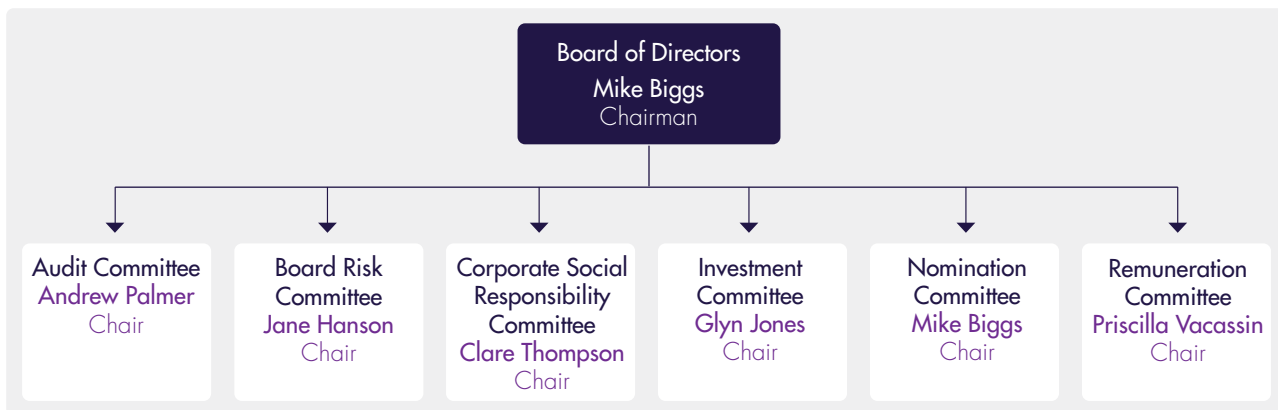 Board of Directors
Mike Biggs
Chairman
Audit Committee
Andrew Palmer
Chair
Board Risk
Committee
Jane Hanson
Chair
Corporate Social
Responsibility
Committee
Clare Thompson
Chair
Investment
Committee
Glyn Jones
Chair
Nomination
Committee
Mike Biggs
Chair
Remuneration
Committee
Priscilla Vacassin
Chair